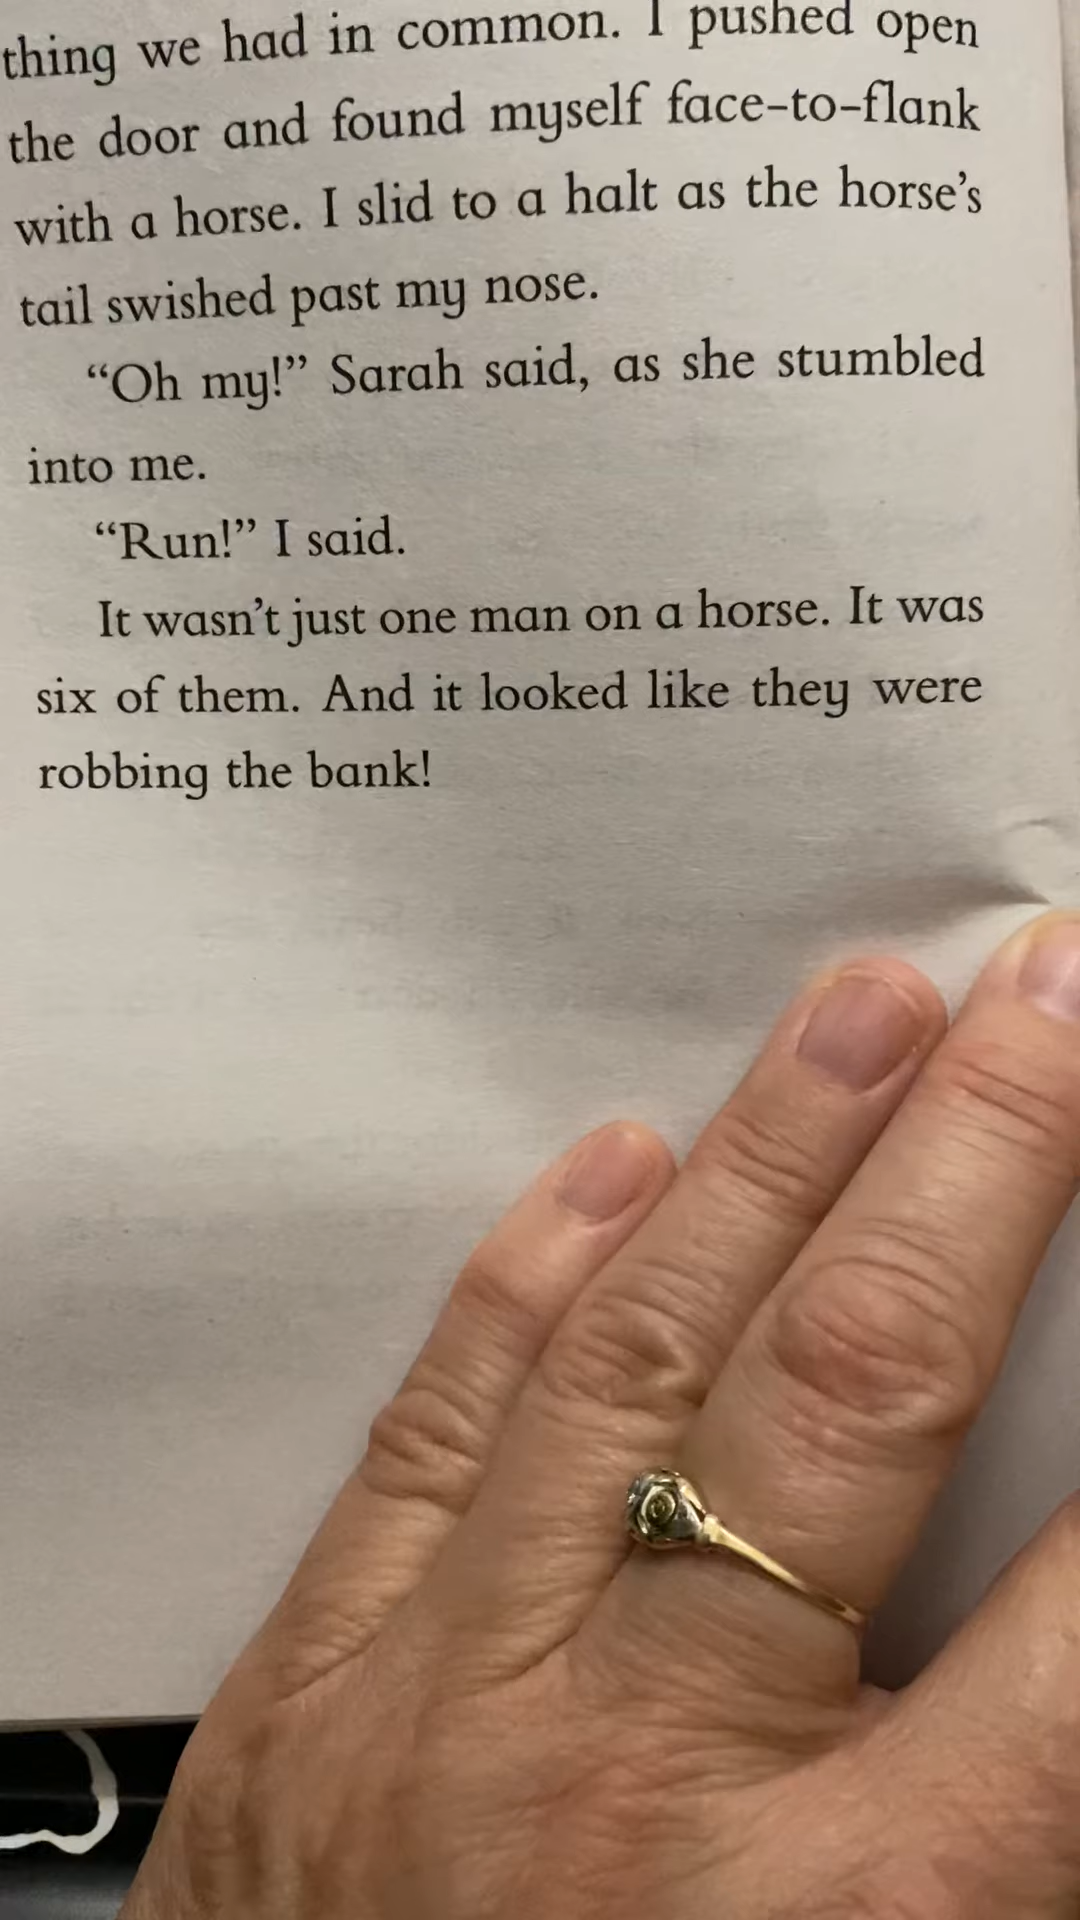 thing we had in common. I pushed open
the door and found myself face-to-flank
with a horse. I slid to a halt as the horse’s
tail swished past my nose.
“Oh my!” Sarah said, as she stumbled
into me.
“Run!” I said.
It wasn’t just one man on a horse. It was
six of them. And it looked like they were
robbing the bank!